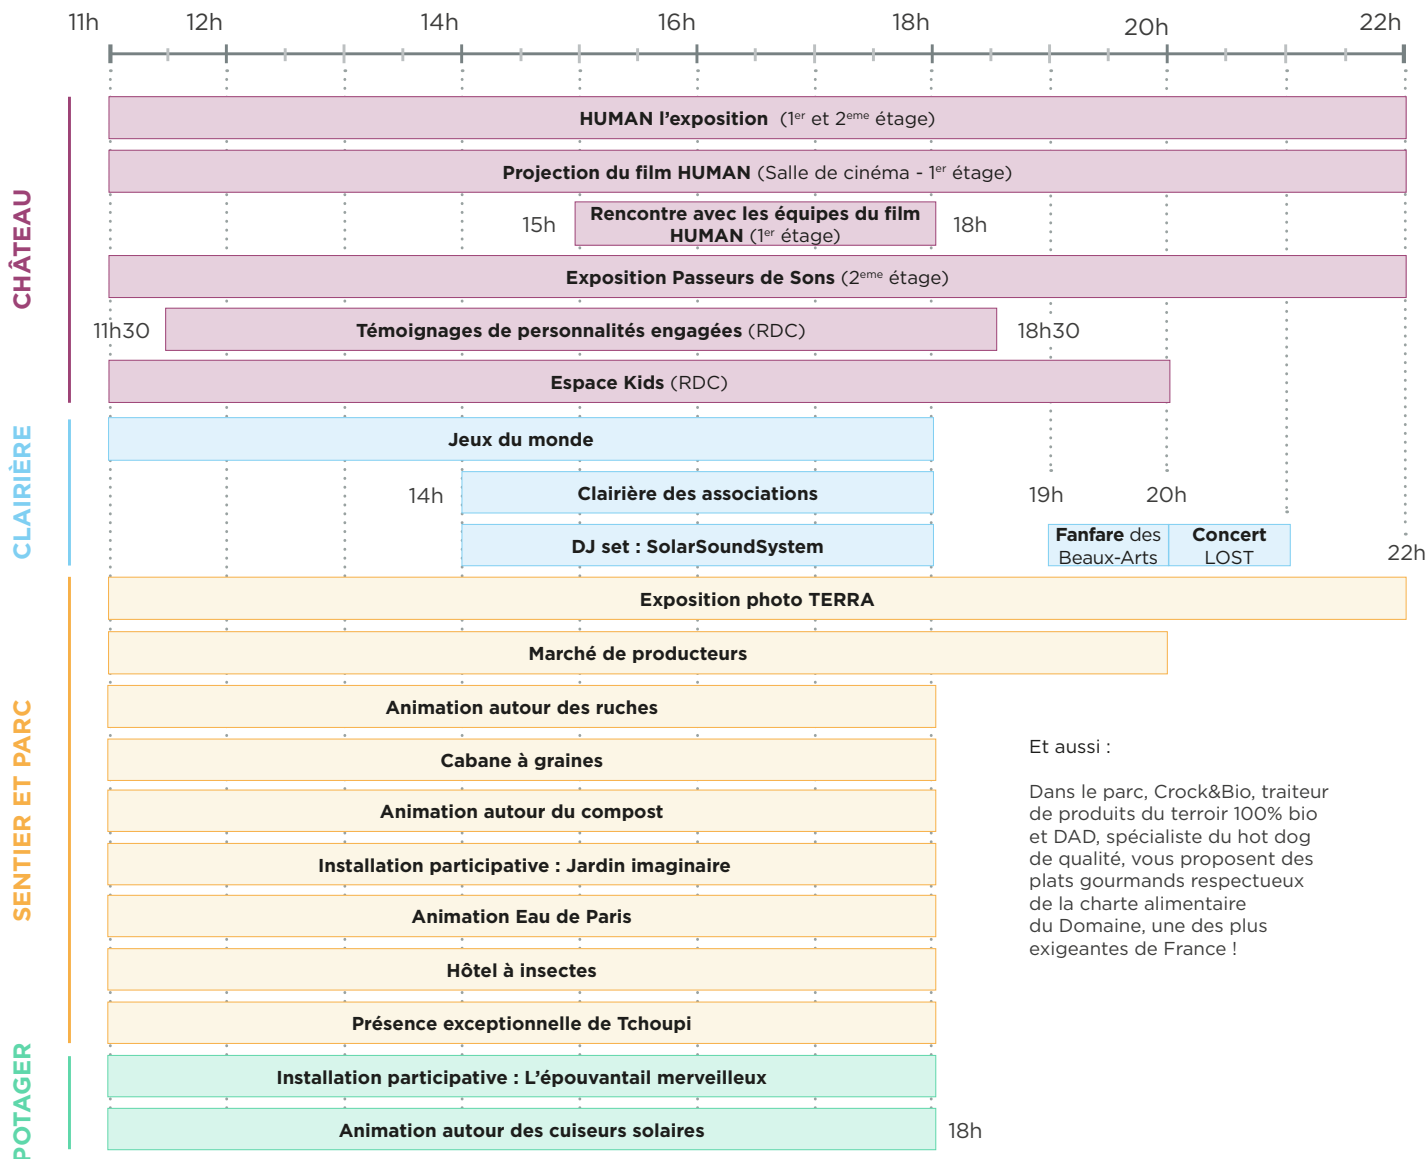 11h 12h 14h 16h 18h 20h 22h
CHÂTEAU
HUMAN l'exposition (1er et 2eme étage)
Projection du film HUMAN (Salle de cinéma - 1er étage)
15h
Rencontre avec les équipes du film
HUMAN (1er étage)
18h
Exposition Passeurs de Sons (2eme étage)
11h30
Témoignages de personnalités engagées (RDC)
18h30
Espace Kids (RDC)
CLAIRIÈRE
Jeux du monde
14h
Clairière des associations
19h
20h
DJ set : SolarSoundSystem
Fanfare des
Beaux-Arts
Concert
LOST
22h
SENTIER ET PARC
Exposition photo TERRA
Marché de producteurs
Animation autour des ruches
Cabane à graines
Animation autour du compost
Installation participative : Jardin imaginaire
Animation Eau de Paris
Hôtel à insectes
Présence exceptionnelle de Tchoupi
Et aussi :
Dans le parc, Crock&Bio, traiteur
de produits du terroir 100% bio
et DAD, spécialiste du hot dog
de qualité, vous proposent des
plats gourmands respectueux
de la charte alimentaire
du Domaine, une des plus
exigeantes de France !
POTAGER
Installation participative : L'épouvantail merveilleux
Animation autour des cuiseurs solaires
18h